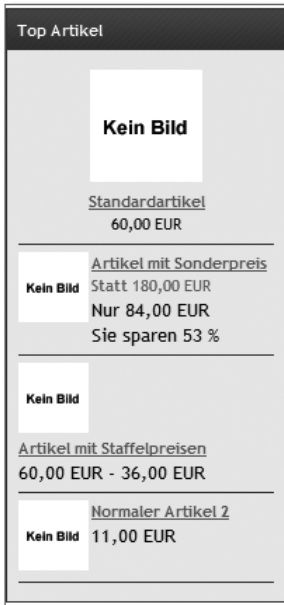 Top Artikel
Kein Bild
Standardartikel
60,00 EUR
Kein Bild
Artikel mit Sonderpreis
Statt 180,00 EUR
Nur 84,00 EUR
Sie sparen 53 %
Kein Bild
Artikel mit Staffelpreisen
60,00 EUR - 36,00 EUR
Kein Bild
Normaler Artikel 2
11,00 EUR